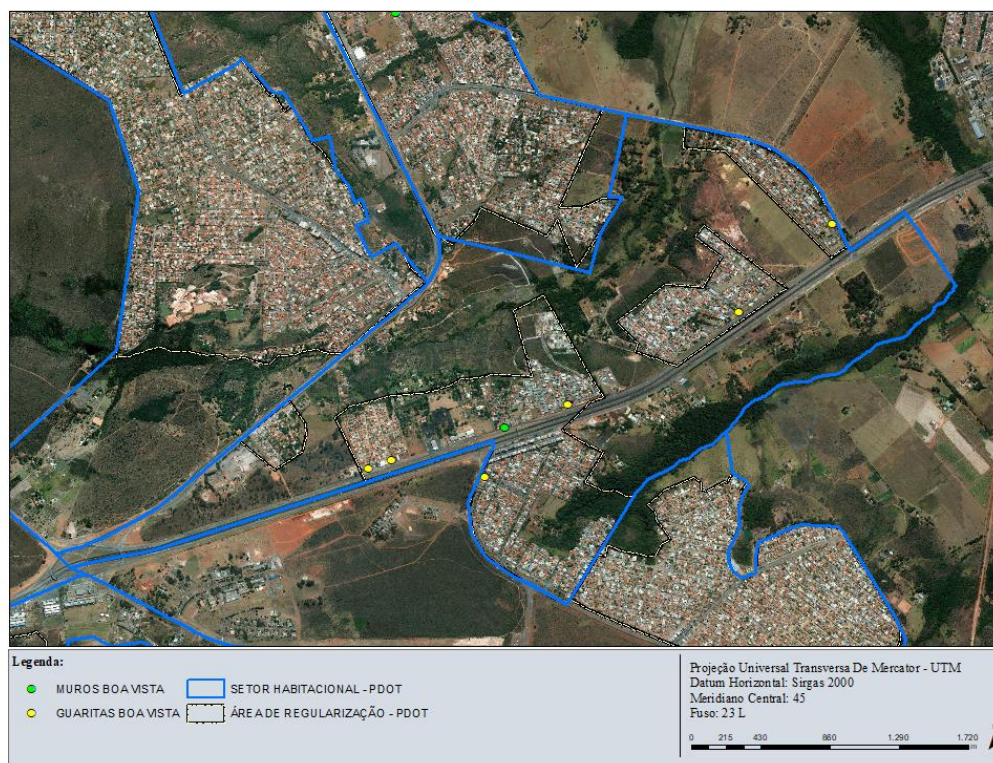 Legenda:
MUROS BOA VISTA
SETOR HABITACIONAL - PDOT
GUARITAS BOA VISTA
ÁREA DE REGULARIZAÇÃO - PDOT
Projeção Universal Transversa De Mercator - UTM
Datum Horizontal: Sirgas 2000
Meridiano Central: 45
Fuso: 23 L
0 215 430 860 1.290 1.720